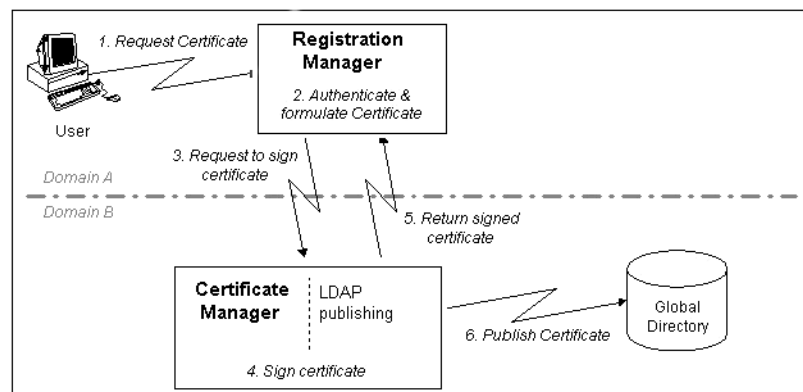 1. Request Certificate
Registration
Manager
2. Authenticate &
formulate Certificate
User
3. Request to sign
certificate
Domain A
Domain B
5. Return signed
certificate
Certificate
Manager
LDAP
publishing
4. Sign certificate
6. Publish Certificate
Global
Directory